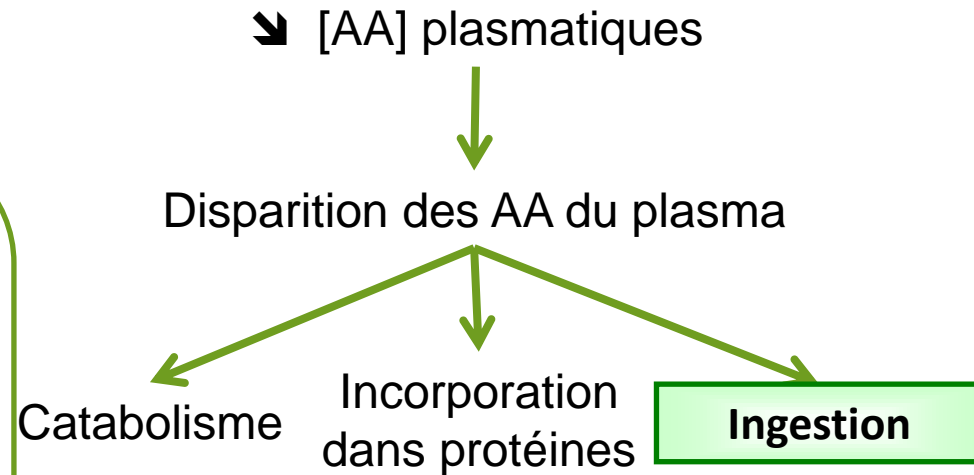 ➘ [AA] plasmatiques
Disparition des AA du plasma
Catabolisme
Incorporation
dans protéines
Ingestion